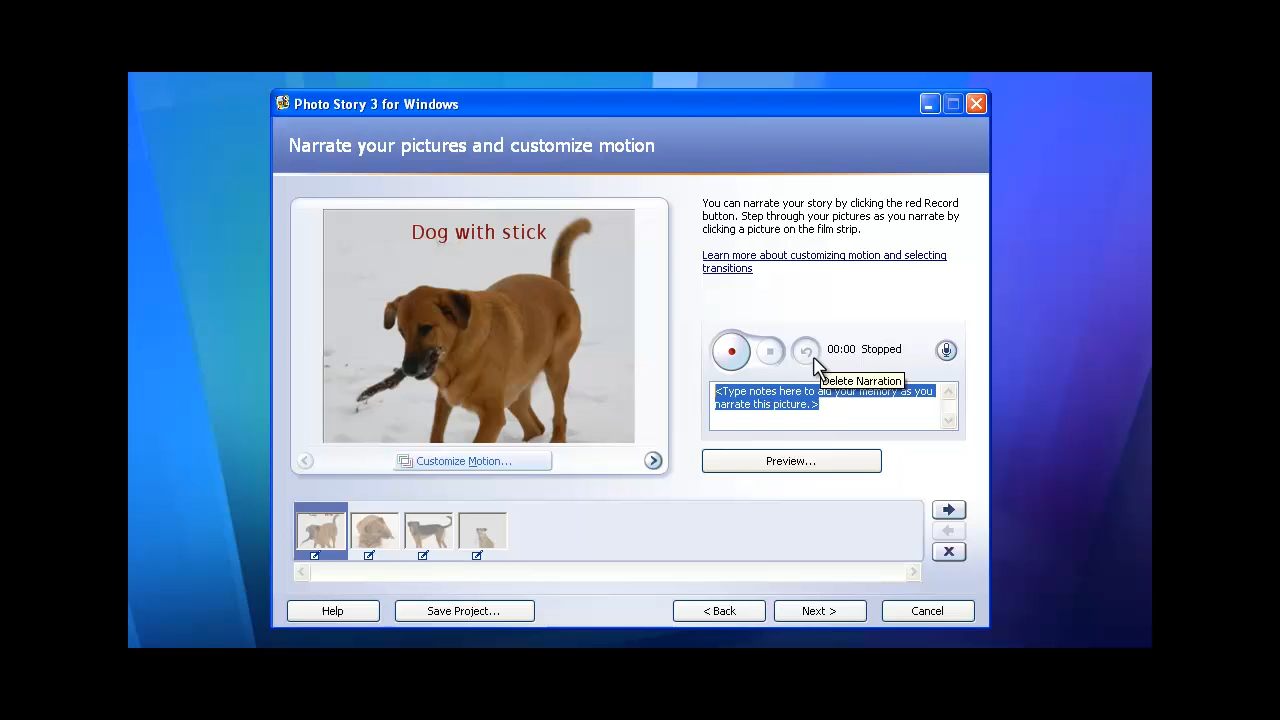 Photo Story 3 for Windows
Narrate your pictures and customize motion
Dog with stick
You can narrate your story by clicking the red Record
button. Step through your pictures as you narrate by
clicking a picture on the film strip.
Learn more about customizing motion and selecting
transitions
00:00 Stopped
Delete Narration
<Type notes here to aid your memory as you
narrate this picture.>
Customize Motion...
Preview...
Help
Save Project...
< Back
Next >
Cancel